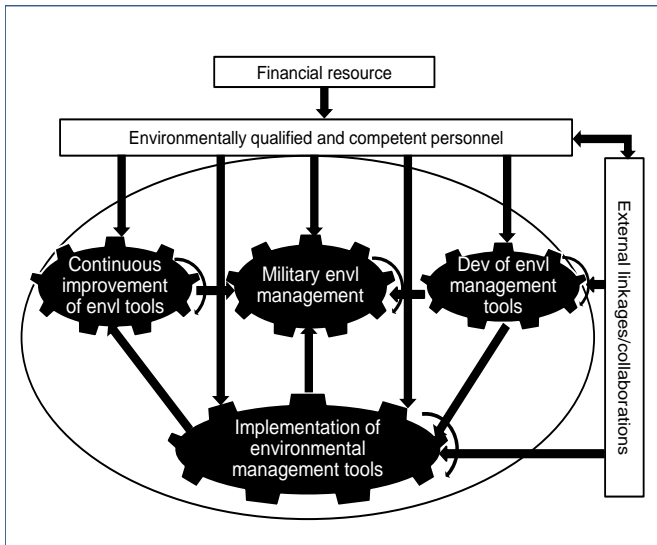 Financial resource
Environmentally qualified and competent personnel
Continuous
improvement
of envl tools
Military envl
management
Dev of envl
management
tools
External linkages/collaborations
Implementation of
environmental
management tools